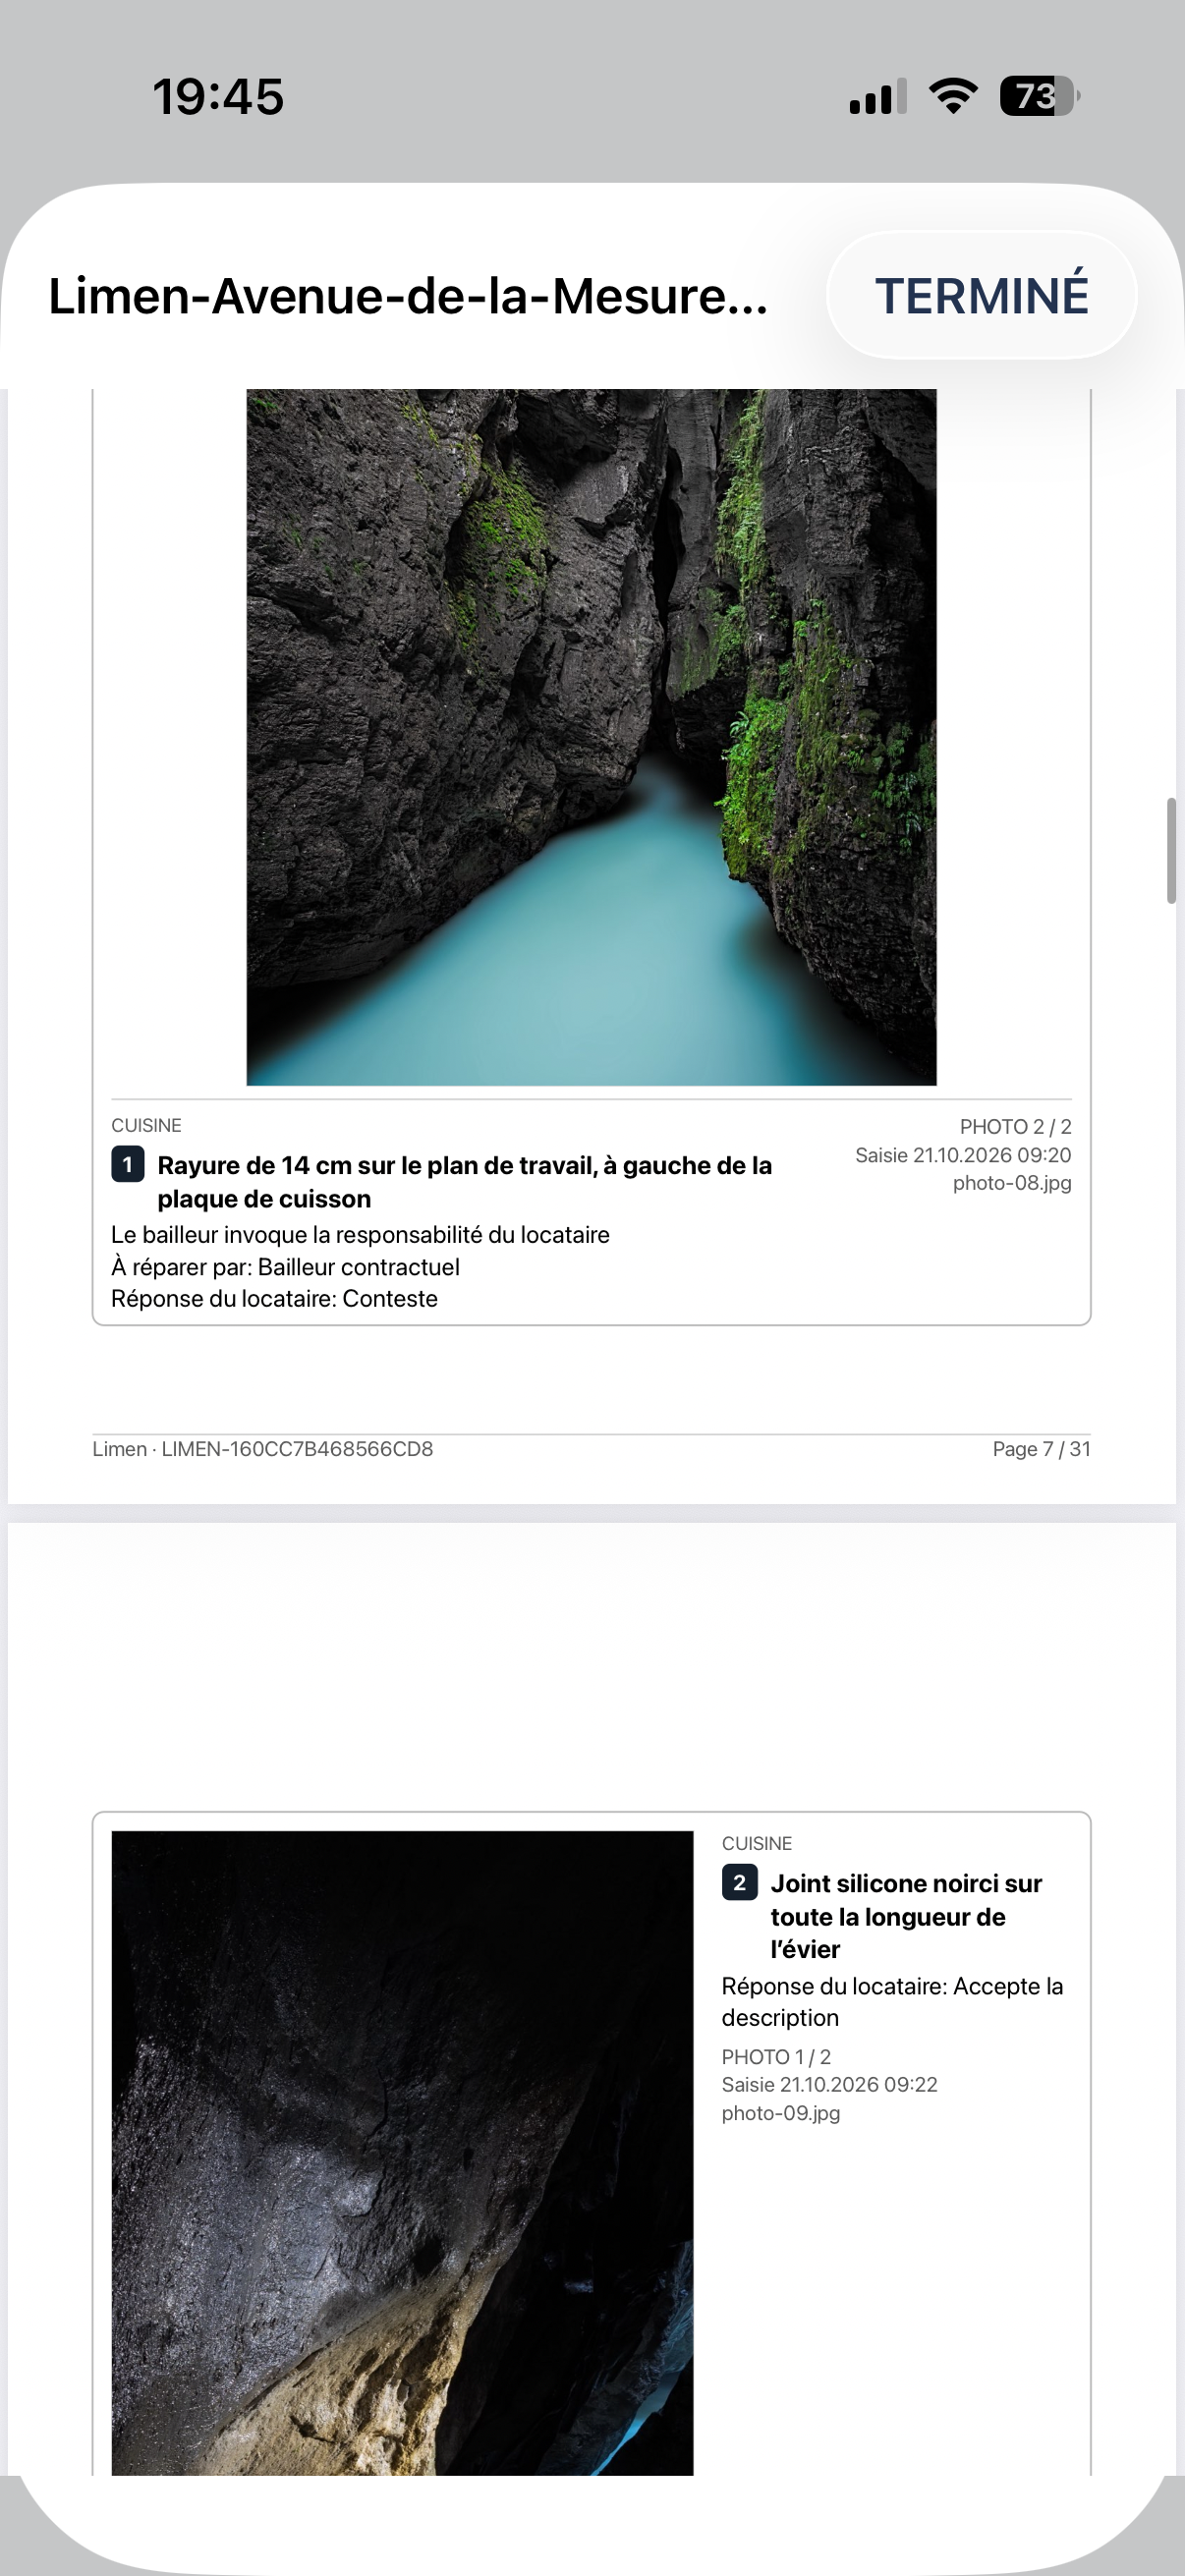 19:45
73
Limen-Avenue-de-la-Mesure...
TERMINÉ
CUISINE
1 Rayure de 14 cm sur le plan de travail, à gauche de la
plaque de cuisson
Le bailleur invoque la responsabilité du locataire
À réparer par: Bailleur contractuel
Réponse du locataire: Conteste
PHOTO 2 / 2
Saisie 21.10.2026 09:20
photo-08.jpg
Limen · LIMEN-160CC7B468566CD8
Page 7 / 31
CUISINE
2 Joint silicone noirci sur
toute la longueur de
l’évier
Réponse du locataire: Accepte la
description
PHOTO 1 / 2
Saisie 21.10.2026 09:22
photo-09.jpg